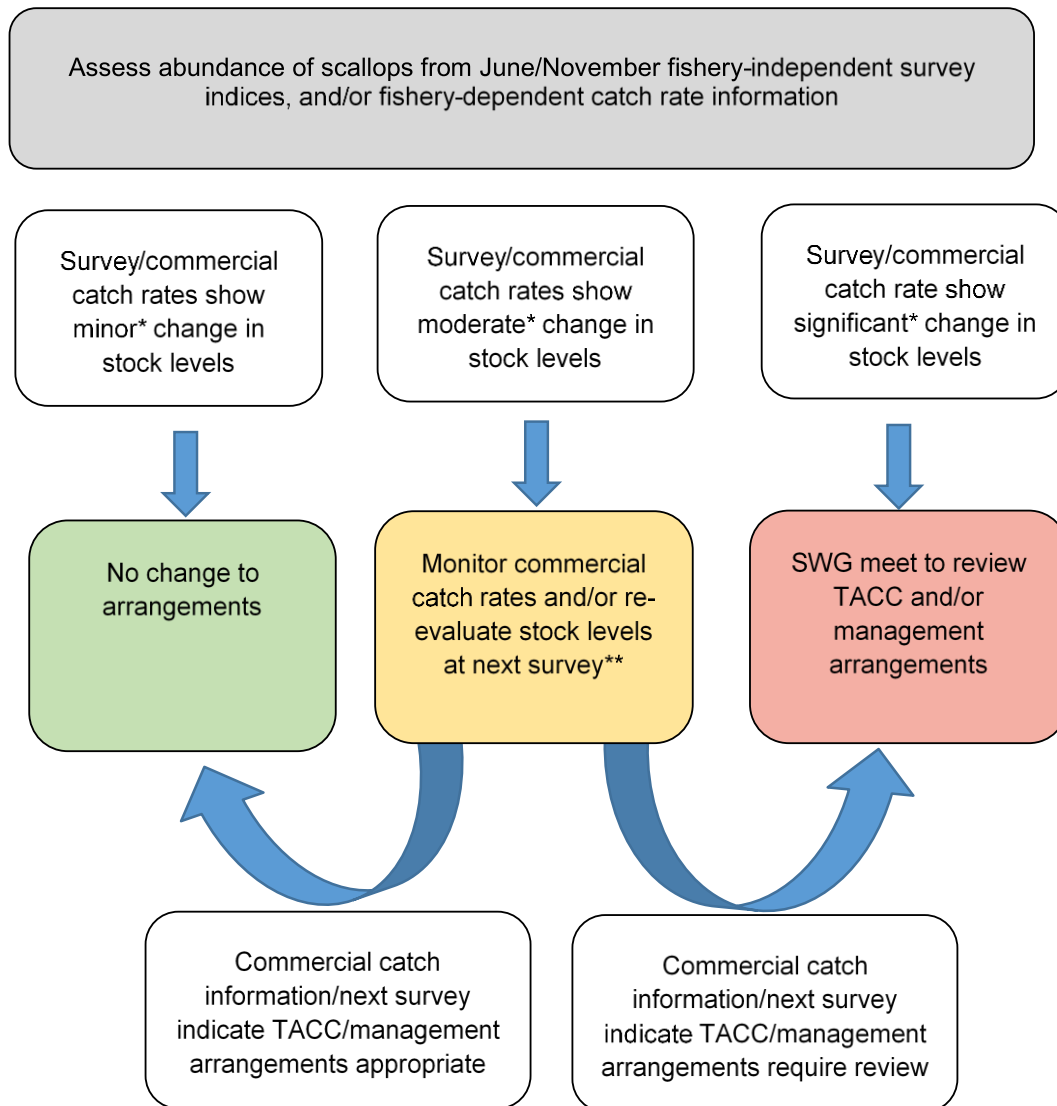 Assess abundance of scallops from June/November fishery-independent survey
indices, and/or fishery-dependent catch rate information
Survey/commercial
catch rates show
minor* change in
stock levels
Survey/commercial
catch rates show
moderate* change in
stock levels
Survey/commercial
catch rate show
significant* change in
stock levels
No change to
arrangements
Monitor commercial
catch rates and/or re-
evaluate stock levels
at next survey**
SWG meet to review
TACC and/or
management
arrangements
Commercial catch
information/next survey
indicate TACC/management
arrangements appropriate
Commercial catch
information/next survey
indicate TACC/management
arrangements require review